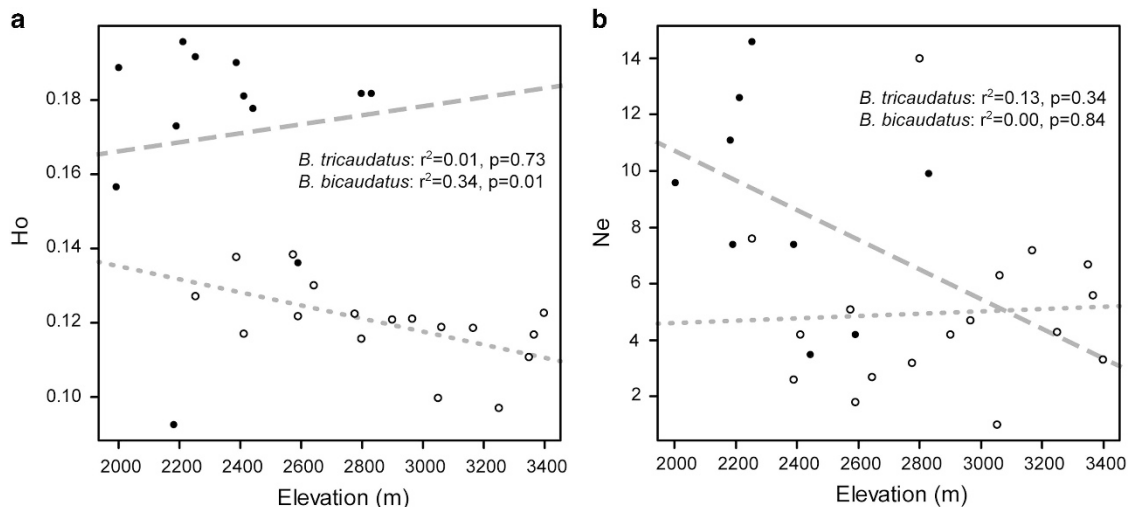 a
Ho
0.18
0.16
0.14
0.12
0.10
B. tricaudatus: r²=0.01, p=0.73
B. bicaudatus: r²=0.34, p=0.01
2000 2200 2400 2600 2800 3000 3200 3400
Elevation (m)
b
Ne
14
12
10
8
6
4
2
B. tricaudatus: r²=0.13, p=0.34
B. bicaudatus: r²=0.00, p=0.84
2000 2200 2400 2600 2800 3000 3200 3400
Elevation (m)